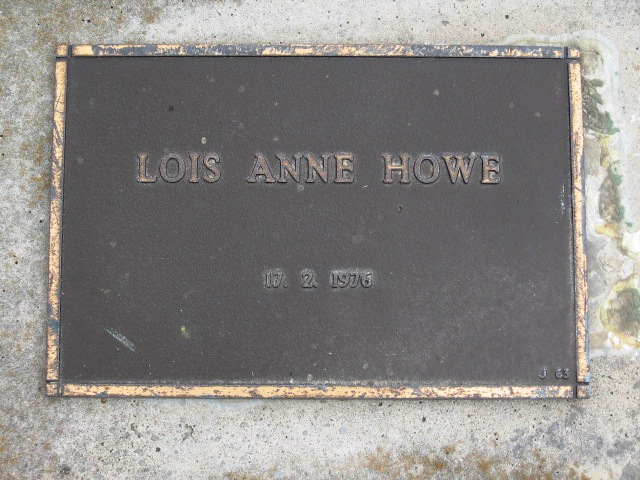 LOIS ANNE HOWE
17. 2. 1976
J 63